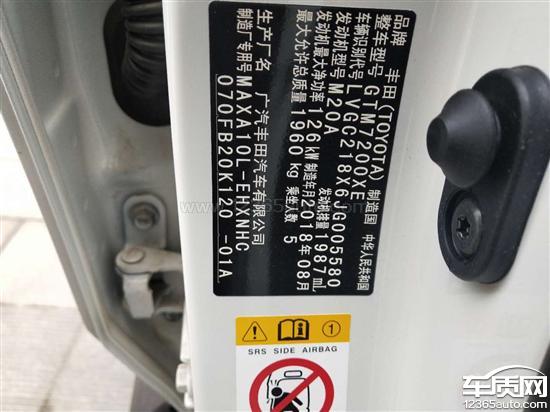 品牌 丰田(TOYOTA) 制造国 中华人民共和国
整车型号 GTM7200XE
车辆识别代号 LVGC218X6JG005580
发动机型号 M20A 发动机排量 1987 mL
发动机最大净功率 126 kW 制造年月 2018年08月
最大允许总质量 1960 kg 乘坐人数 5
生产厂名 广汽丰田汽车有限公司
制造厂专用号 MAXA10L-EHXNHG
070FB20K120 -01A
SRS SIDE AIRBAG
车质网
12365auto.com